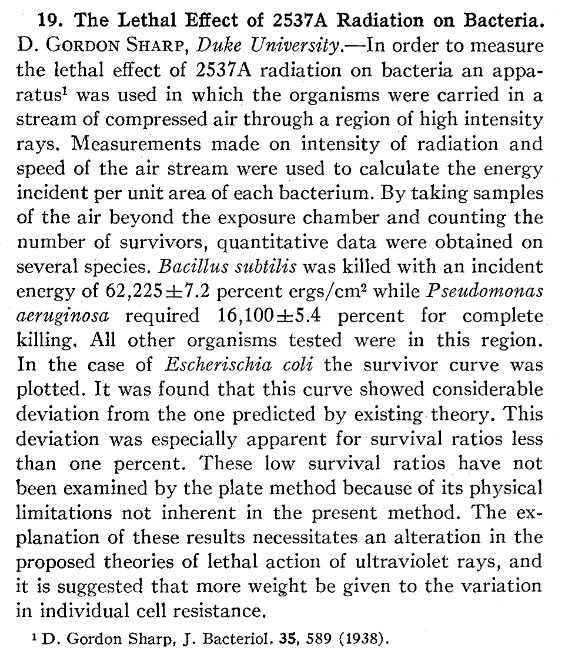 19. The Lethal Effect of 2537A Radiation on Bacteria.
D. GORDON SHARP, Duke University.—In order to measure
the lethal effect of 2537A radiation on bacteria an appa-
ratus¹ was used in which the organisms were carried in a
stream of compressed air through a region of high intensity
rays. Measurements made on intensity of radiation and
speed of the air stream were used to calculate the energy
incident per unit area of each bacterium. By taking samples
of the air beyond the exposure chamber and counting the
number of survivors, quantitative data were obtained on
several species. Bacillus subtilis was killed with an incident
energy of 62,225±7.2 percent ergs/cm² while Pseudomonas
aeruginosa required 16,100±5.4 percent for complete
killing. All other organisms tested were in this region.
In the case of Escherischia coli the survivor curve was
plotted. It was found that this curve showed considerable
deviation from the one predicted by existing theory. This
deviation was especially apparent for survival ratios less
than one percent. These low survival ratios have not
been examined by the plate method because of its physical
limitations not inherent in the present method. The ex-
planation of these results necessitates an alteration in the
proposed theories of lethal action of ultraviolet rays, and
it is suggested that more weight be given to the variation
in individual cell resistance.
¹ D. Gordon Sharp, J. Bacteriol. 35, 589 (1938).